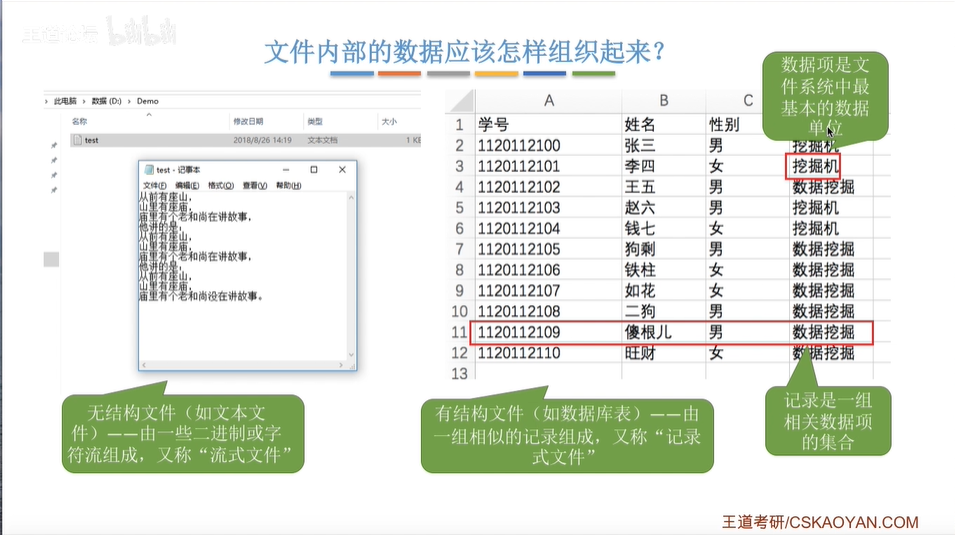 王道论坛 bilibili
文件内部的数据应该怎样组织起来?
› 此电脑 › 数据 (D:) › Demo
名称 修改日期 类型 大小
test 2018/8/26 14:19 文本文档 1 KB
test - 记事本
文件(F) 编辑(E) 格式(O) 查看(V) 帮助(H)
从前有座山,
山里有座庙,
庙里有个老和尚在讲故事,
他讲的是,
从前有座山,
山里有座庙,
庙里有个老和尚在讲故事,
他讲的是,
从前有座山,
山里有座庙,
庙里有个老和尚没在讲故事。
无结构文件(如文本文
件)——由一些二进制或字
符流组成,又称“流式文件”
A B C
1 学号 姓名 性别
2 1120112100 张三 男 挖掘机
3 1120112101 李四 女 挖掘机
4 1120112102 王五 男 数据挖掘
5 1120112103 赵六 男 挖掘机
6 1120112104 钱七 女 挖掘机
7 1120112105 狗剩 男 数据挖掘
8 1120112106 铁柱 女 数据挖掘
9 1120112107 如花 女 数据挖掘
10 1120112108 二狗 男 数据挖掘
11 1120112109 傻根儿 男 数据挖掘
12 1120112110 旺财 女 数据挖掘
13
数据项是文
件系统中最
基本的数据
单位
有结构文件(如数据库表)——由
一组相似的记录组成,又称“记录
式文件”
记录是一组
相关数据项
的集合
王道考研/CSKAOYAN.COM